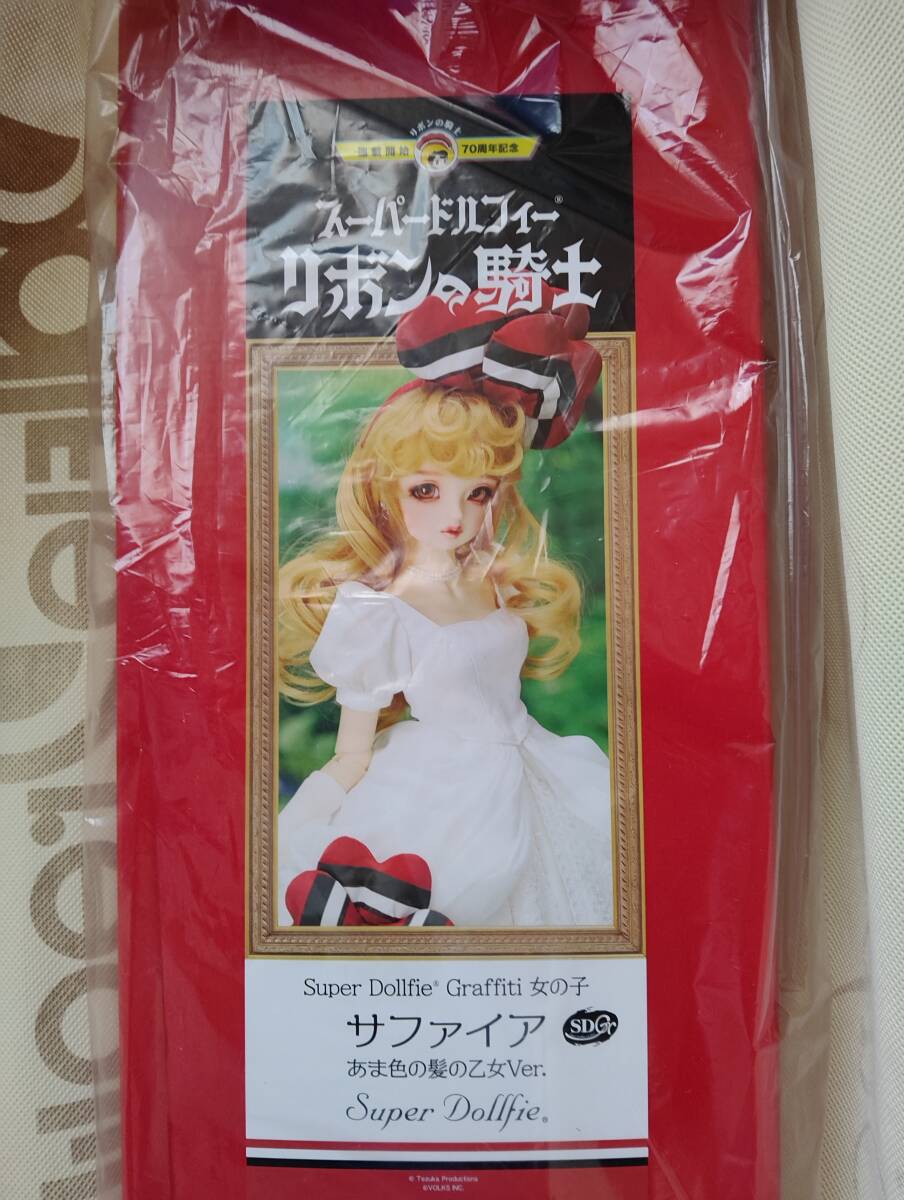 リボンの騎士
連載開始 70周年記念
スーパードルフィー®
リボンの騎士
Super Dollfie® Graffiti 女の子
サファイア SDGr
あま色の髪の乙女Ver.
Super Dollfie®
© Tezuka Productions
©VOLKS INC.